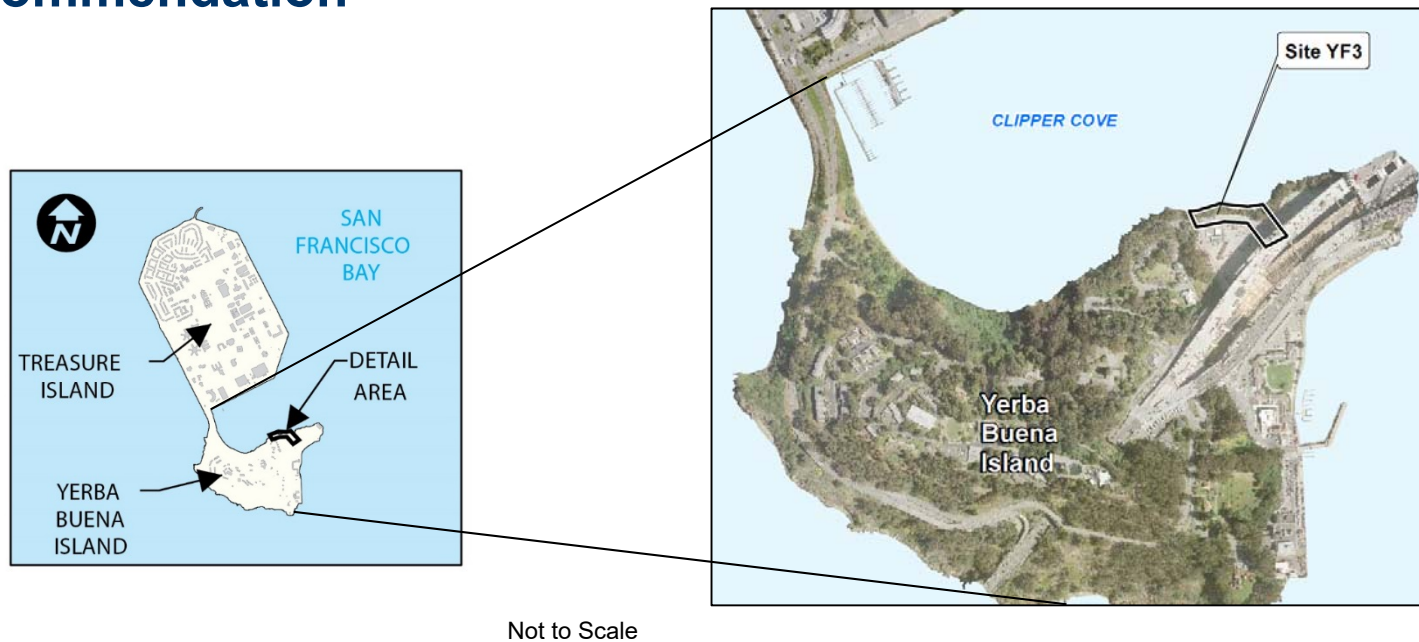 ommendation
Site YF3
CLIPPER COVE
N
SAN
FRANCISCO
BAY
TREASURE
ISLAND
DETAIL
AREA
YERBA
BUENA
ISLAND
Yerba
Buena
Island
Not to Scale